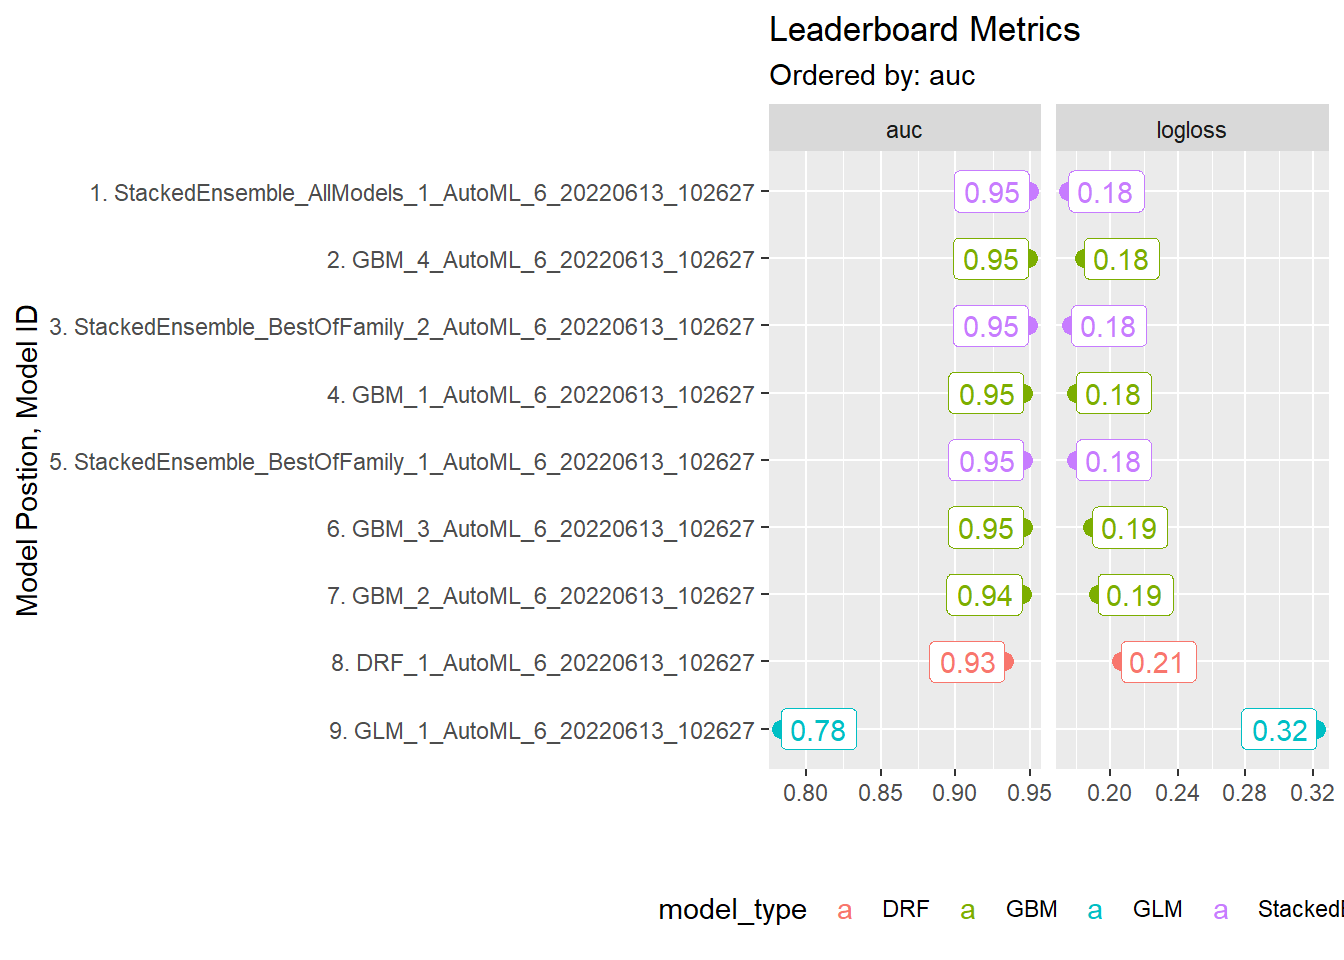 Leaderboard Metrics
Ordered by: auc
auc logloss
Model Postion, Model ID
1. StackedEnsemble_AllModels_1_AutoML_6_20220613_102627 0.95 0.18
2. GBM_4_AutoML_6_20220613_102627 0.95 0.18
3. StackedEnsemble_BestOfFamily_2_AutoML_6_20220613_102627 0.95 0.18
4. GBM_1_AutoML_6_20220613_102627 0.95 0.18
5. StackedEnsemble_BestOfFamily_1_AutoML_6_20220613_102627 0.95 0.18
6. GBM_3_AutoML_6_20220613_102627 0.95 0.19
7. GBM_2_AutoML_6_20220613_102627 0.94 0.19
8. DRF_1_AutoML_6_20220613_102627 0.93 0.21
9. GLM_1_AutoML_6_20220613_102627 0.78 0.32
0.80 0.85 0.90 0.95 0.20 0.24 0.28 0.32
model_type a DRF a GBM a GLM a Stacked